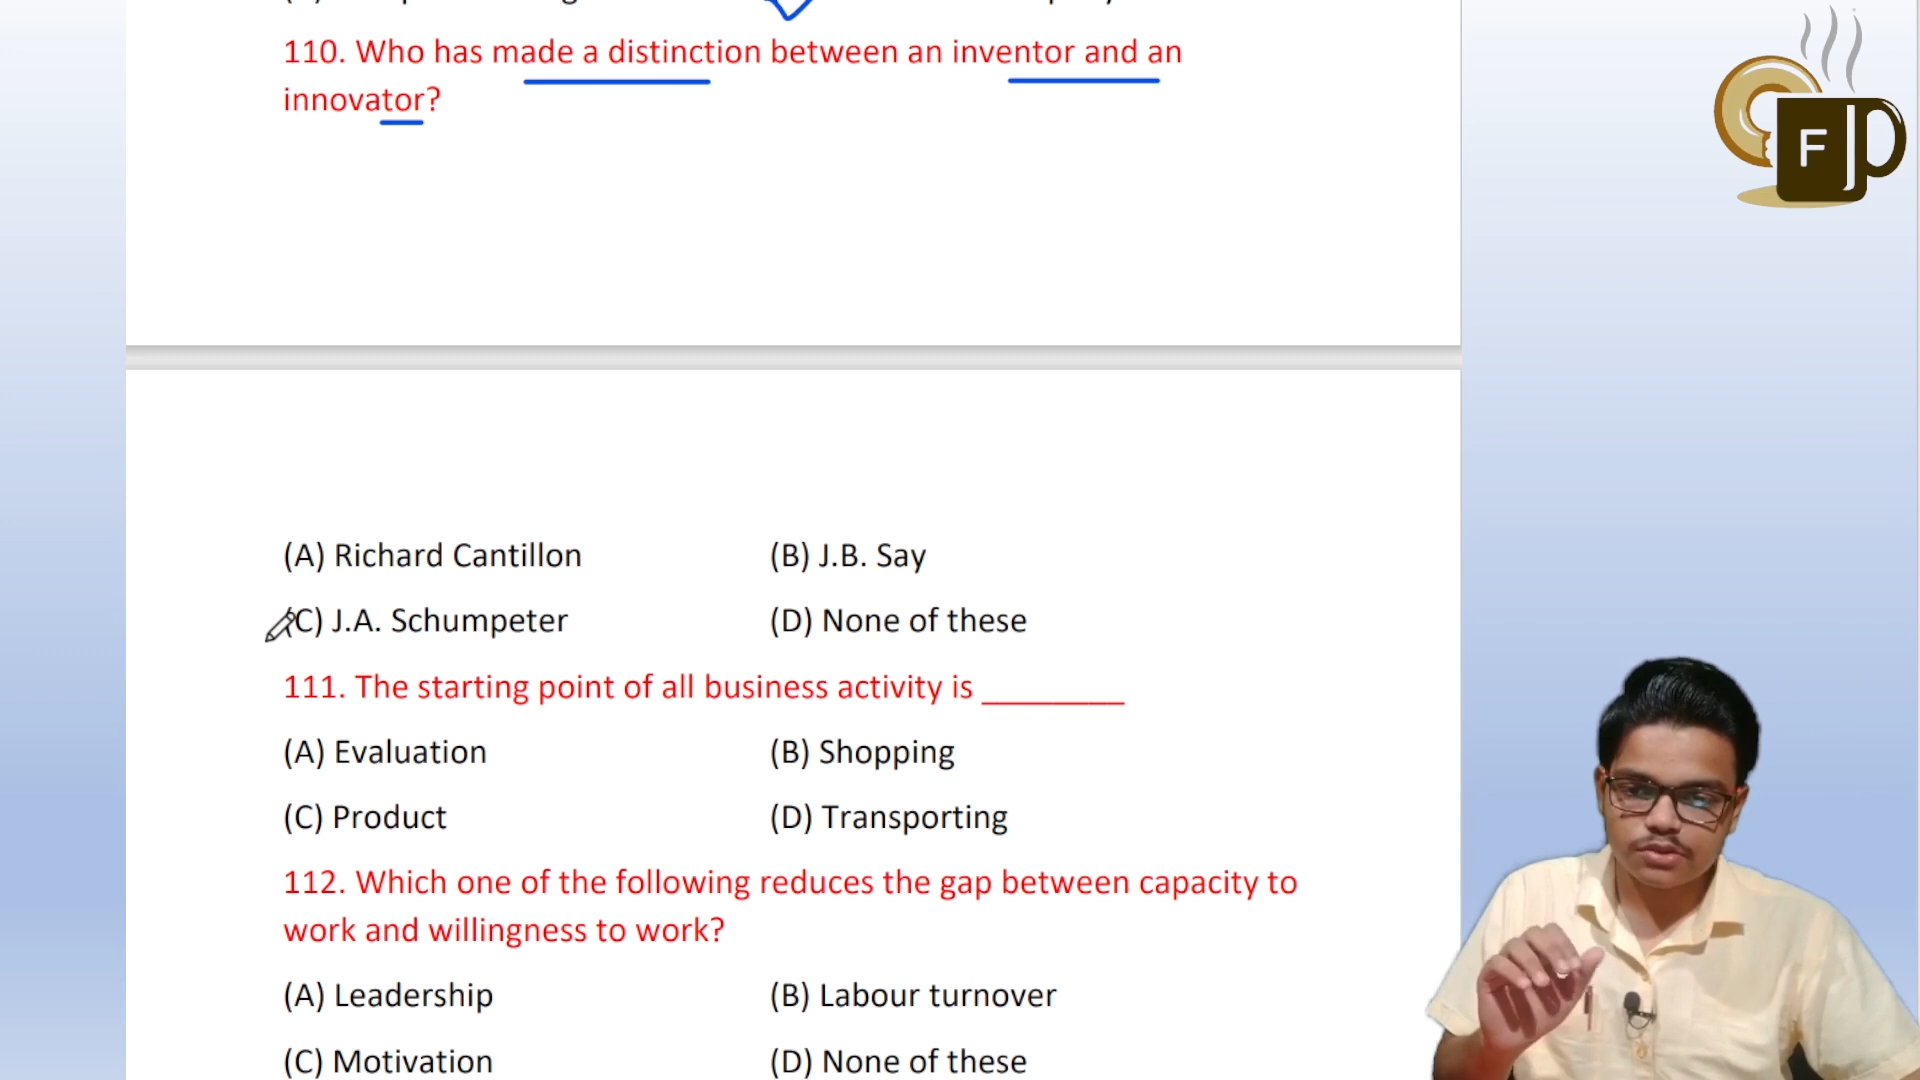 110. Who has made a distinction between an inventor and an
innovator?
(A) Richard Cantillon (B) J.B. Say
(C) J.A. Schumpeter (D) None of these
111. The starting point of all business activity is ________
(A) Evaluation (B) Shopping
(C) Product (D) Transporting
112. Which one of the following reduces the gap between capacity to
work and willingness to work?
(A) Leadership (B) Labour turnover
(C) Motivation (D) None of these
FJ